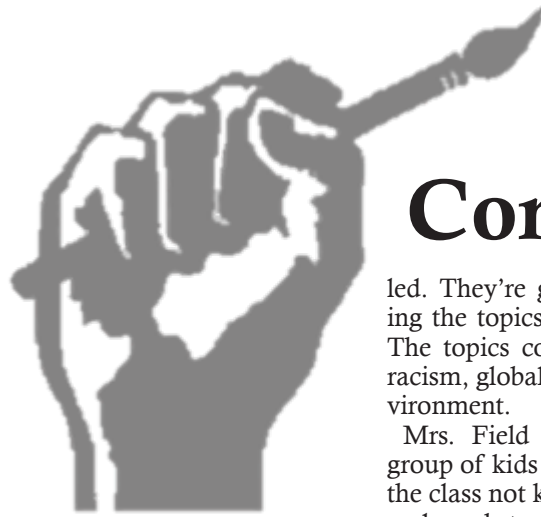 Cor
led. They're g
ing the topics
The topics co
racism, global
vironment.
Mrs. Field
group of kids
the class not k